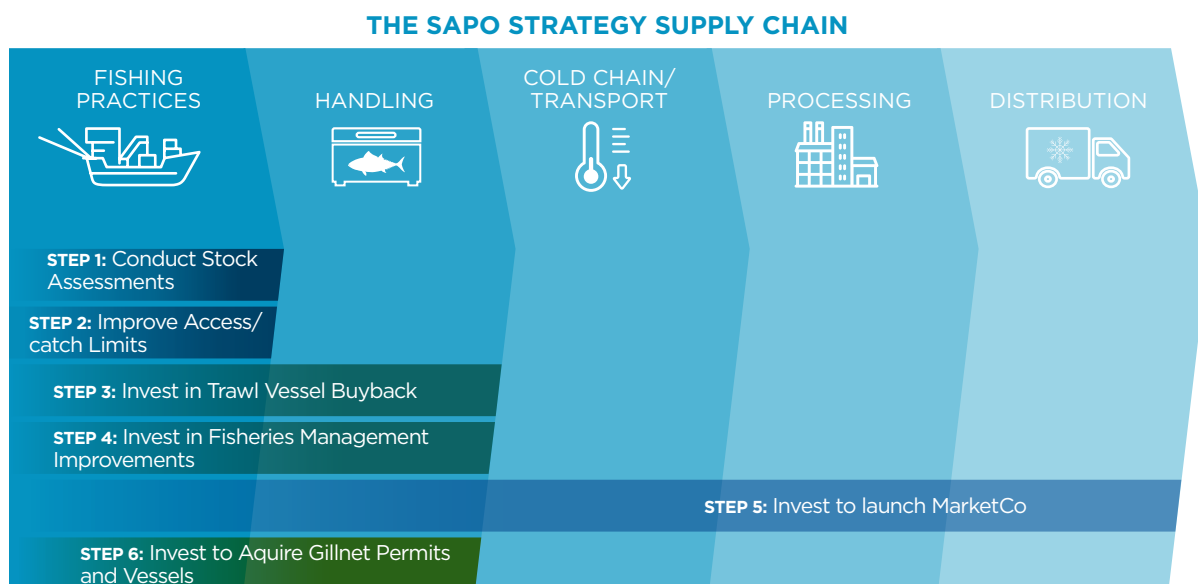 THE SAPO STRATEGY SUPPLY CHAIN
FISHING
PRACTICES
HANDLING
COLD CHAIN/
TRANSPORT
PROCESSING
DISTRIBUTION
STEP 1: Conduct Stock
Assessments
STEP 2: Improve Access/
catch Limits
STEP 3: Invest in Trawl Vessel Buyback
STEP 4: Invest in Fisheries Management
Improvements
STEP 5: Invest to launch MarketCo
STEP 6: Invest to Aquire Gillnet Permits
and Vessels